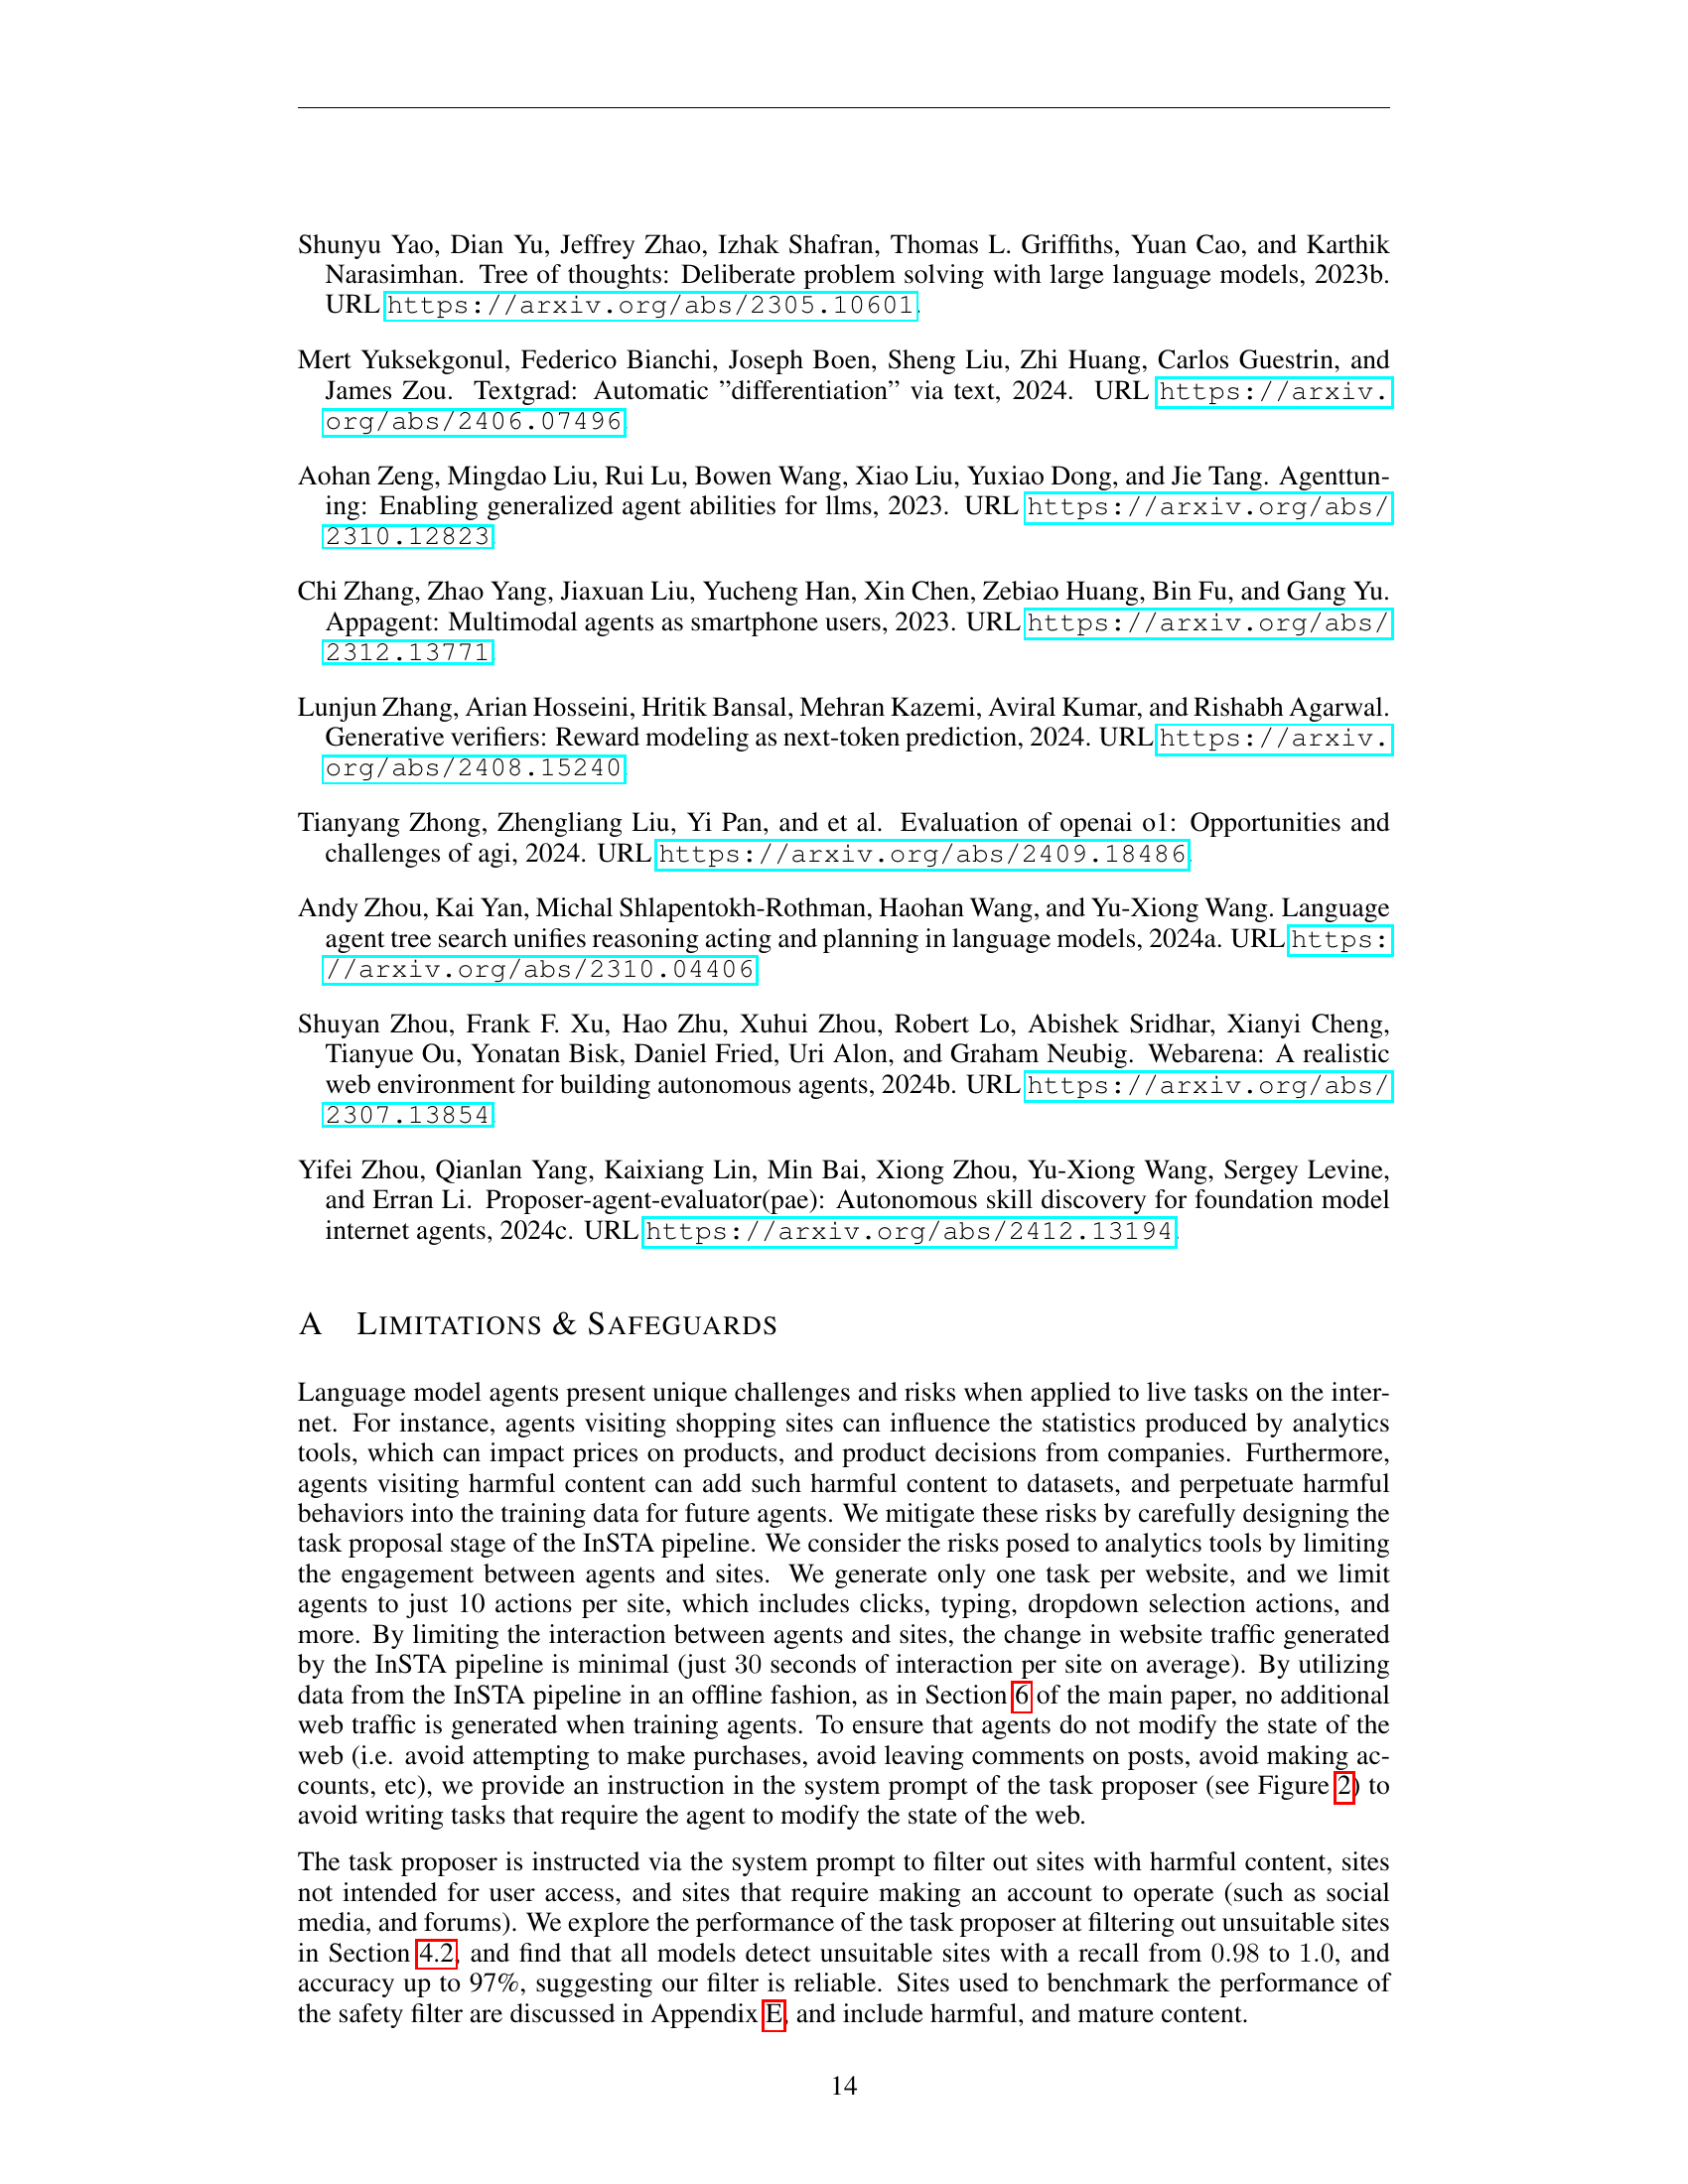 Shunyu Yao, Dian Yu, Jeffrey Zhao, Izhak Shafran, Thomas L. Griffiths, Yuan Cao, and Karthik
Narasimhan. Tree of thoughts: Deliberate problem solving with large language models, 2023b.
URL https://arxiv.org/abs/2305.10601.
Mert Yuksekgonul, Federico Bianchi, Joseph Boen, Sheng Liu, Zhi Huang, Carlos Guestrin, and
James Zou. Textgrad: Automatic ”differentiation” via text, 2024. URL https://arxiv.
org/abs/2406.07496.
Aohan Zeng, Mingdao Liu, Rui Lu, Bowen Wang, Xiao Liu, Yuxiao Dong, and Jie Tang. Agenttun-
ing: Enabling generalized agent abilities for llms, 2023. URL https://arxiv.org/abs/
2310.12823.
Chi Zhang, Zhao Yang, Jiaxuan Liu, Yucheng Han, Xin Chen, Zebiao Huang, Bin Fu, and Gang Yu.
Appagent: Multimodal agents as smartphone users, 2023. URL https://arxiv.org/abs/
2312.13771.
Lunjun Zhang, Arian Hosseini, Hritik Bansal, Mehran Kazemi, Aviral Kumar, and Rishabh Agarwal.
Generative verifiers: Reward modeling as next-token prediction, 2024. URL https://arxiv.
org/abs/2408.15240.
Tianyang Zhong, Zhengliang Liu, Yi Pan, and et al. Evaluation of openai o1: Opportunities and
challenges of agi, 2024. URL https://arxiv.org/abs/2409.18486.
Andy Zhou, Kai Yan, Michal Shlapentokh-Rothman, Haohan Wang, and Yu-Xiong Wang. Language
agent tree search unifies reasoning acting and planning in language models, 2024a. URL https:
//arxiv.org/abs/2310.04406.
Shuyan Zhou, Frank F. Xu, Hao Zhu, Xuhui Zhou, Robert Lo, Abishek Sridhar, Xianyi Cheng,
Tianyue Ou, Yonatan Bisk, Daniel Fried, Uri Alon, and Graham Neubig. Webarena: A realistic
web environment for building autonomous agents, 2024b. URL https://arxiv.org/abs/
2307.13854.
Yifei Zhou, Qianlan Yang, Kaixiang Lin, Min Bai, Xiong Zhou, Yu-Xiong Wang, Sergey Levine,
and Erran Li. Proposer-agent-evaluator(pae): Autonomous skill discovery for foundation model
internet agents, 2024c. URL https://arxiv.org/abs/2412.13194.
A LIMITATIONS & SAFEGUARDS
Language model agents present unique challenges and risks when applied to live tasks on the inter-
net. For instance, agents visiting shopping sites can influence the statistics produced by analytics
tools, which can impact prices on products, and product decisions from companies. Furthermore,
agents visiting harmful content can add such harmful content to datasets, and perpetuate harmful
behaviors into the training data for future agents. We mitigate these risks by carefully designing the
task proposal stage of the InSTA pipeline. We consider the risks posed to analytics tools by limiting
the engagement between agents and sites. We generate only one task per website, and we limit
agents to just 10 actions per site, which includes clicks, typing, dropdown selection actions, and
more. By limiting the interaction between agents and sites, the change in website traffic generated
by the InSTA pipeline is minimal (just 30 seconds of interaction per site on average). By utilizing
data from the InSTA pipeline in an offline fashion, as in Section 6 of the main paper, no additional
web traffic is generated when training agents. To ensure that agents do not modify the state of the
web (i.e. avoid attempting to make purchases, avoid leaving comments on posts, avoid making ac-
counts, etc), we provide an instruction in the system prompt of the task proposer (see Figure 2) to
avoid writing tasks that require the agent to modify the state of the web.
The task proposer is instructed via the system prompt to filter out sites with harmful content, sites
not intended for user access, and sites that require making an account to operate (such as social
media, and forums). We explore the performance of the task proposer at filtering out unsuitable sites
in Section 4.2, and find that all models detect unsuitable sites with a recall from 0.98 to 1.0, and
accuracy up to 97%, suggesting our filter is reliable. Sites used to benchmark the performance of
the safety filter are discussed in Appendix E, and include harmful, and mature content.
14